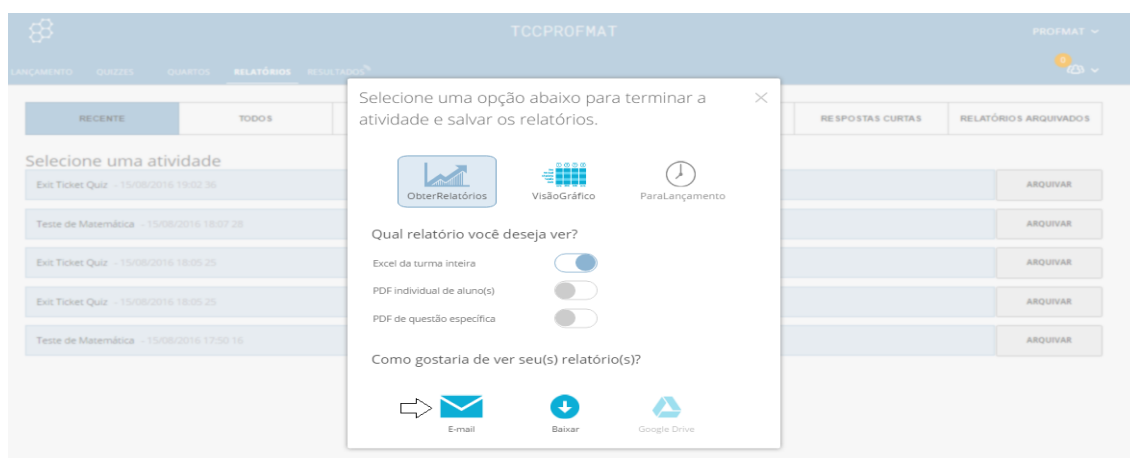 TCCPROFMAT
PROFMAT
LANÇAMENTO QUIZZES QUARTOS RELATÓRIOS RESULTADOS
0
RECENTE TODOS RESPOSTAS CURTAS RELATÓRIOS ARQUIVADOS
Selecione uma atividade
Exit Ticket Quiz - 15/08/2016 19:02:36 ARQUIVAR
Teste de Matemática - 15/08/2016 18:07:28 ARQUIVAR
Exit Ticket Quiz - 15/08/2016 18:05:25 ARQUIVAR
Exit Ticket Quiz - 15/08/2016 18:05:25 ARQUIVAR
Teste de Matemática - 15/08/2016 17:50:16 ARQUIVAR
Selecione uma opção abaixo para terminar a
atividade e salvar os relatórios.
ObterRelatórios VisãoGráfico ParaLançamento
Qual relatório você deseja ver?
Excel da turma inteira
PDF individual de aluno(s)
PDF de questão específica
Como gostaria de ver seu(s) relatório(s)?
E-mail Baixar Google Drive